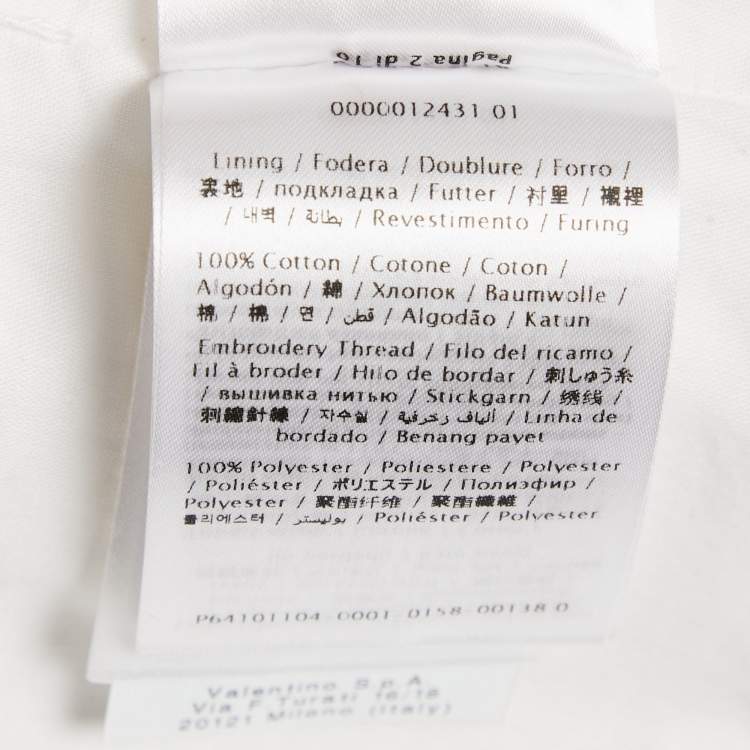 Pagina 2 di 16
0000012431 01
Lining / Fodera / Doublure / Forro /
裏地 / подкладка / Futter / 衬里 / 襯裡
/ 내벽 / بطانة / Revestimento / Furing
100% Cotton / Cotone / Coton /
Algodón / 綿 / Хлопок / Baumwolle /
棉 / 棉 / 면 / قطن / Algodão / Katun
Embroidery Thread / Filo del ricamo /
Fil à broder / Hilo de bordar / 刺しゅう糸
/ вышивка нитью / Stickgarn / 绣线 /
刺繡針線 / 자수실 / ألياف زخرفية / Linha de
bordado / Benang payet
100% Polyester / Poliestere / Polyester
/ Poliéster / ポリエステル / Полиэфир /
Polyester / 聚酯纤维 / 聚酯纖維 /
폴리에스터 / بوليستر / Poliéster / Polyester
P64101104-0001 0158-00138 0
Valentino S.p.A.
Via F. Turati 16/18
20121 Milano (Italy)